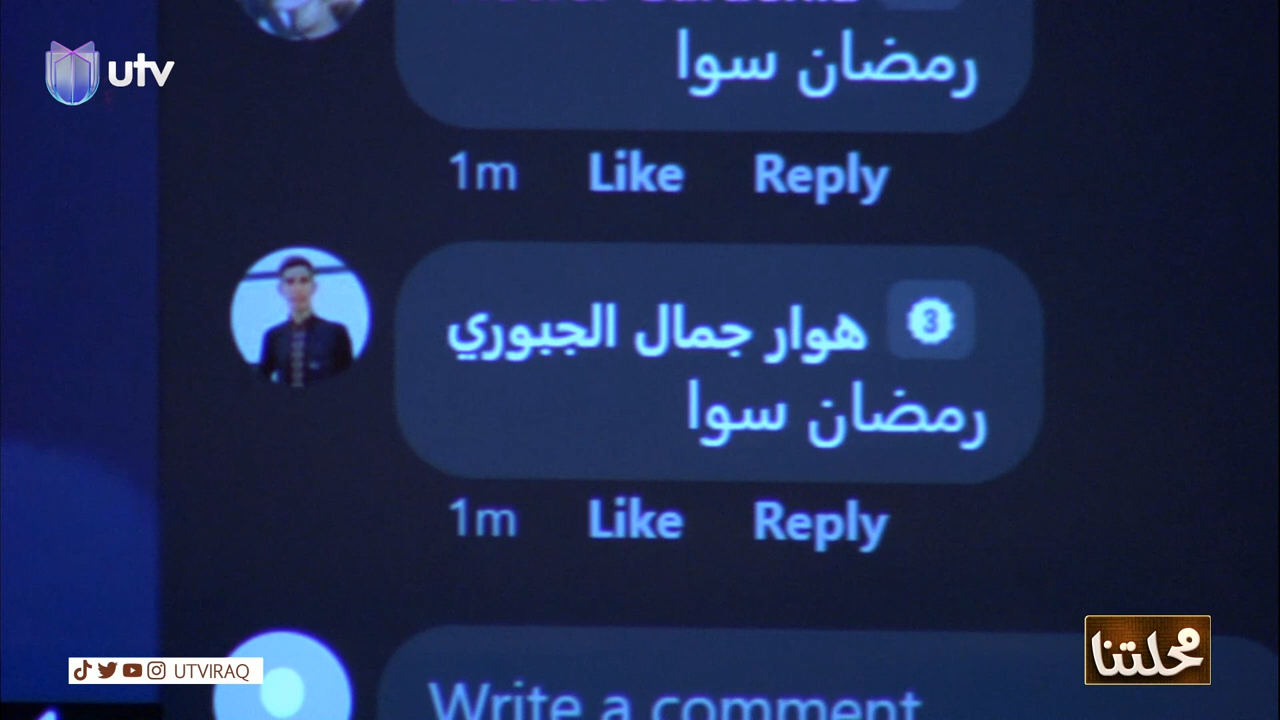 utv
رمضان سوا
1m Like Reply
هوار جمال الجبوري 3
رمضان سوا
1m Like Reply
Write a comment
UTVIRAQ
محلتنا